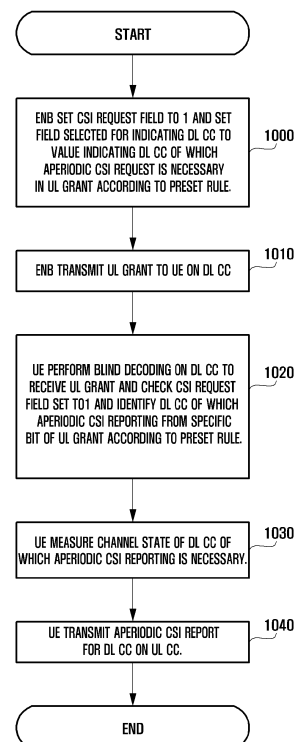 START
ENB SET CSI REQUEST FIELD TO 1 AND SET
FIELD SELECTED FOR INDICATING DL CC TO
VALUE INDICATING DL CC OF WHICH
APERIODIC CSI REQUEST IS NECESSARY
IN UL GRANT ACCORDING TO PRESET RULE.
1000
ENB TRANSMIT UL GRANT TO UE ON DL CC
1010
UE PERFORM BLIND DECODING ON DL CC TO
RECEIVE UL GRANT AND CHECK CSI REQUEST
FIELD SET TO1 AND IDENTIFY DL CC OF WHICH
APERIODIC CSI REPORTING FROM SPECIFIC
BIT OF UL GRANT ACCORDING TO PRESET RULE.
1020
UE MEASURE CHANNEL STATE OF DL CC OF
WHICH APERIODIC CSI REPORTING IS NECESSARY.
1030
UE TRANSMIT APERIODIC CSI REPORT
FOR DL CC ON UL CC.
1040
END